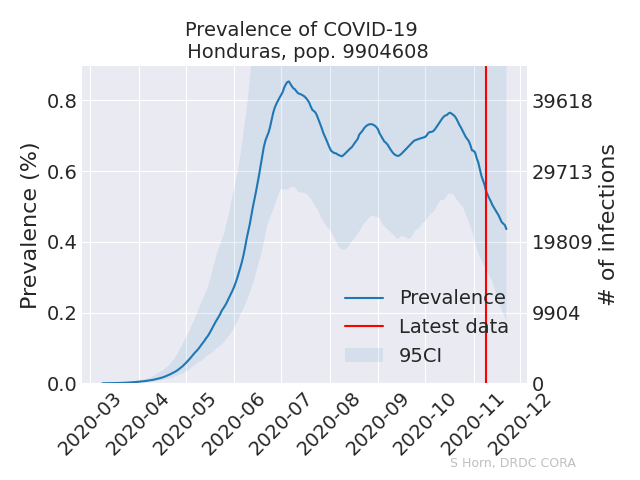 Prevalence of COVID-19
Honduras, pop. 9904608
Prevalence (%)
0.8
0.6
0.4
0.2
0.0
39618
29713
19809
9904
0
# of infections
Prevalence
Latest data
95CI
2020-03
2020-04
2020-05
2020-06
2020-07
2020-08
2020-09
2020-10
2020-11
2020-12
S Horn, DRDC CORA